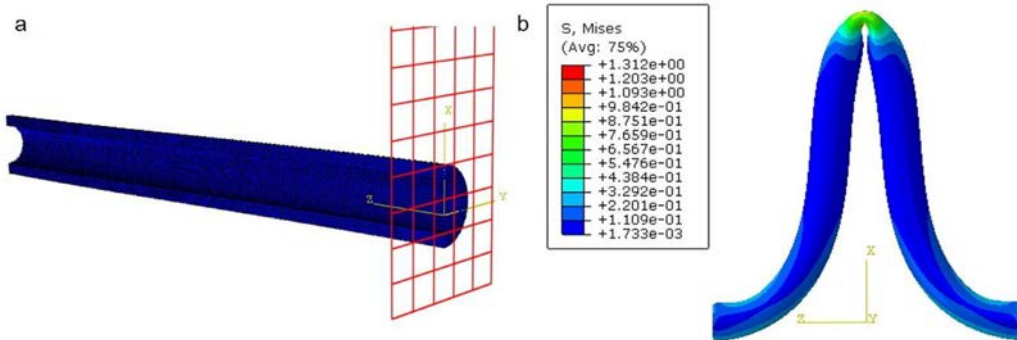 a
X
Z
Y
b
S, Mises
(Avg: 75%)
+1.312e+00
+1.203e+00
+1.093e+00
+9.842e-01
+8.751e-01
+7.659e-01
+6.567e-01
+5.476e-01
+4.384e-01
+3.292e-01
+2.201e-01
+1.109e-01
+1.733e-03
X
Z
Y